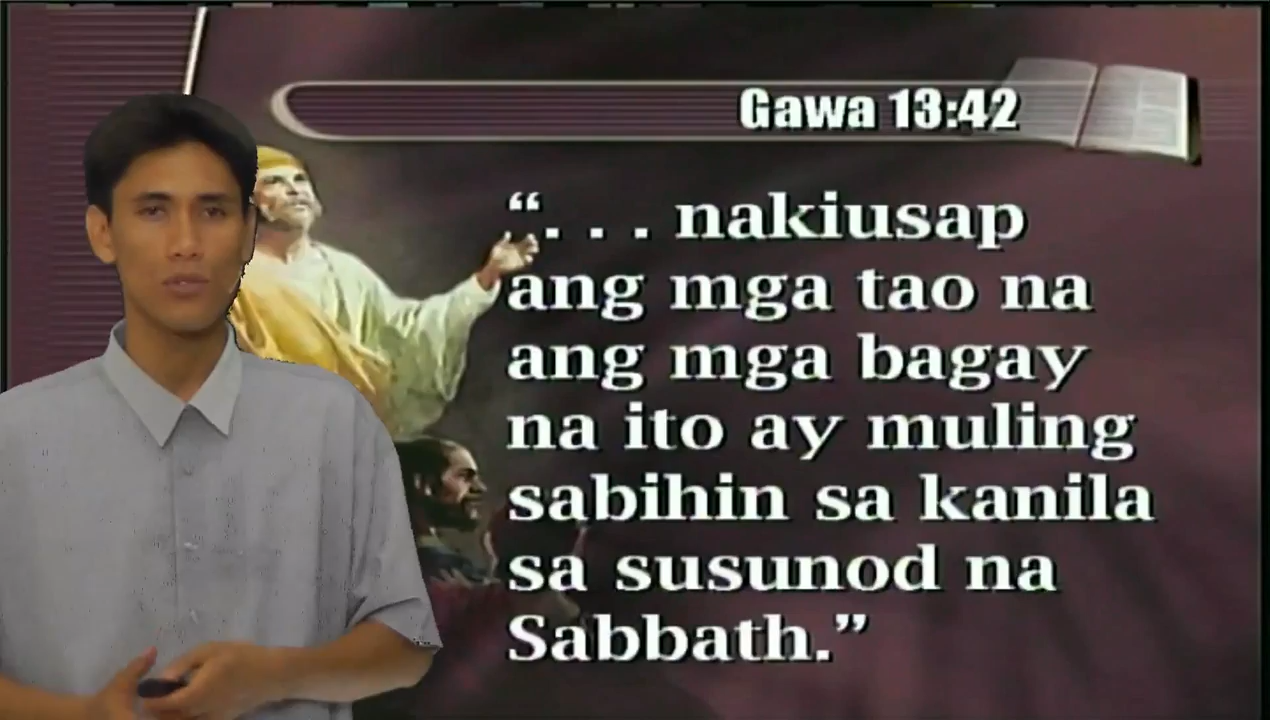 Gawa 13:42
“. . . nakiusap
ang mga tao na
ang mga bagay
na ito ay muling
sabihin sa kanila
sa susunod na
Sabbath.”